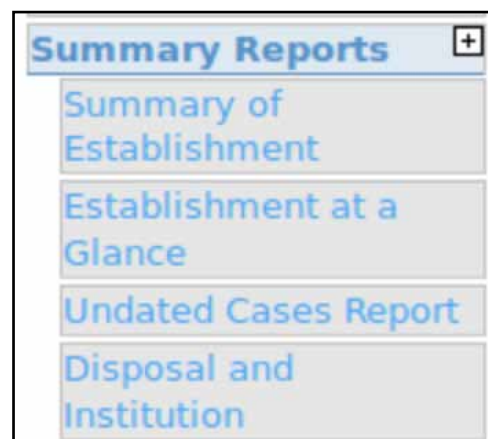 Summary Reports
Summary of
Establishment
Establishment at a
Glance
Undated Cases Report
Disposal and
Institution